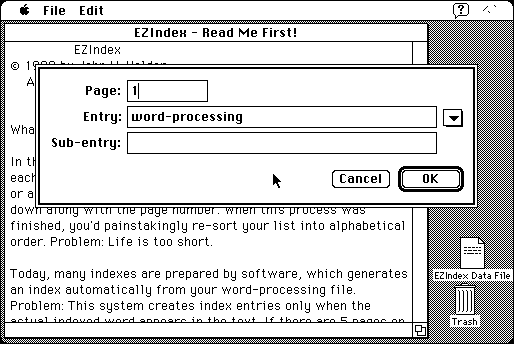 File Edit
EZIndex - Read Me First!
EZIndex
© 1990 by John H. Holden
Page: 1
Entry: word-processing
Sub-entry:
Cancel OK
What
In th
each
or a
down along with the page number. When this process was
finished, you'd painstakingly re-sort your list into alphabetical
order. Problem: Life is too short.
Today, many indexes are prepared by software, which generates
an index automatically from your word-processing file.
Problem: This system creates index entries only when the
actual indexed word appears in the text. If there are 5 pages on
EZIndex Data File
Trash